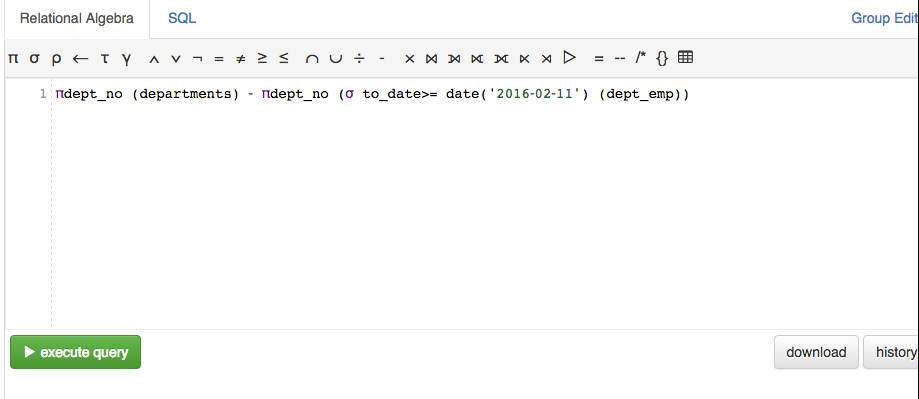 Relational Algebra SQL Group Edit
π σ ρ ← τ γ ∧ ∨ ¬ = ≠ ≥ ≤ ∩ ∪ ÷ - × ⋈ ⟕ ⟖ ⟗ ⋉ ⋊ ▷ = -- /* {}
1 πdept_no (departments) - πdept_no (σ to_date>= date('2016-02-11') (dept_emp))
execute query download history